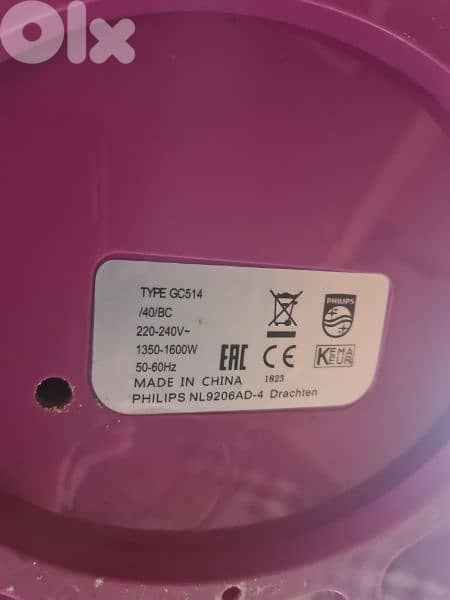 Olx
TYPE GC514
/40/BC
220-240V~
1350-1600W
50-60Hz
MADE IN CHINA
PHILIPS NL9206AD-4 Drachten
EAC
CE
1823
PHILIPS
KEMA
KEUR